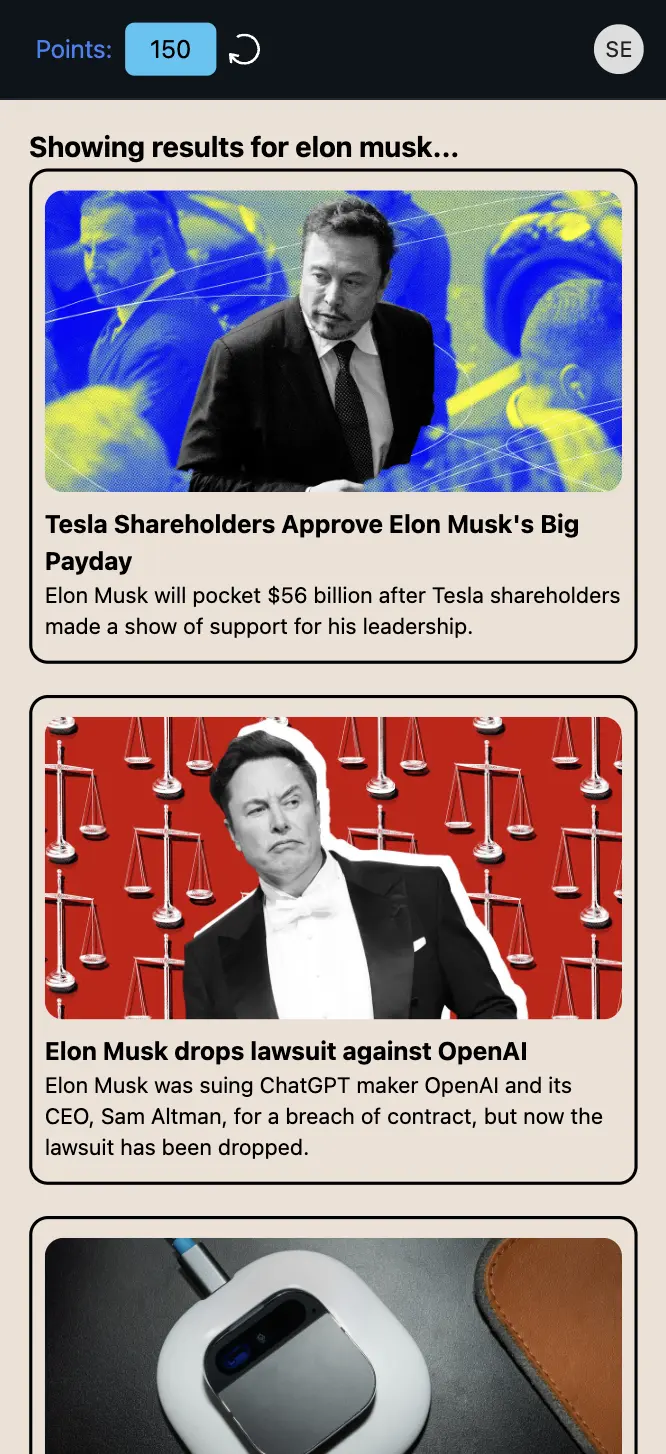 Points: 150 SE
Showing results for elon musk...
Tesla Shareholders Approve Elon Musk's Big
Payday
Elon Musk will pocket $56 billion after Tesla shareholders
made a show of support for his leadership.
Elon Musk drops lawsuit against OpenAI
Elon Musk was suing ChatGPT maker OpenAI and its
CEO, Sam Altman, for a breach of contract, but now the
lawsuit has been dropped.